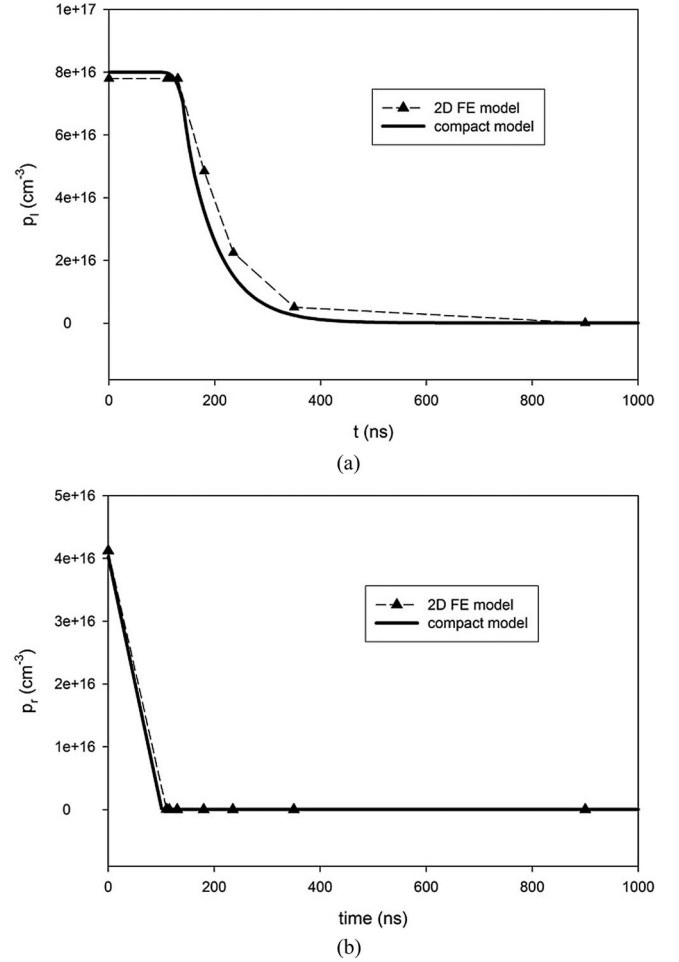 1e+17
8e+16
6e+16
4e+16
2e+16
0
p_l (cm^-3)
2D FE model
compact model
0 200 400 600 800 1000
t (ns)
(a)
5e+16
4e+16
3e+16
2e+16
1e+16
0
p_r (cm^-3)
2D FE model
compact model
0 200 400 600 800 1000
time (ns)
(b)